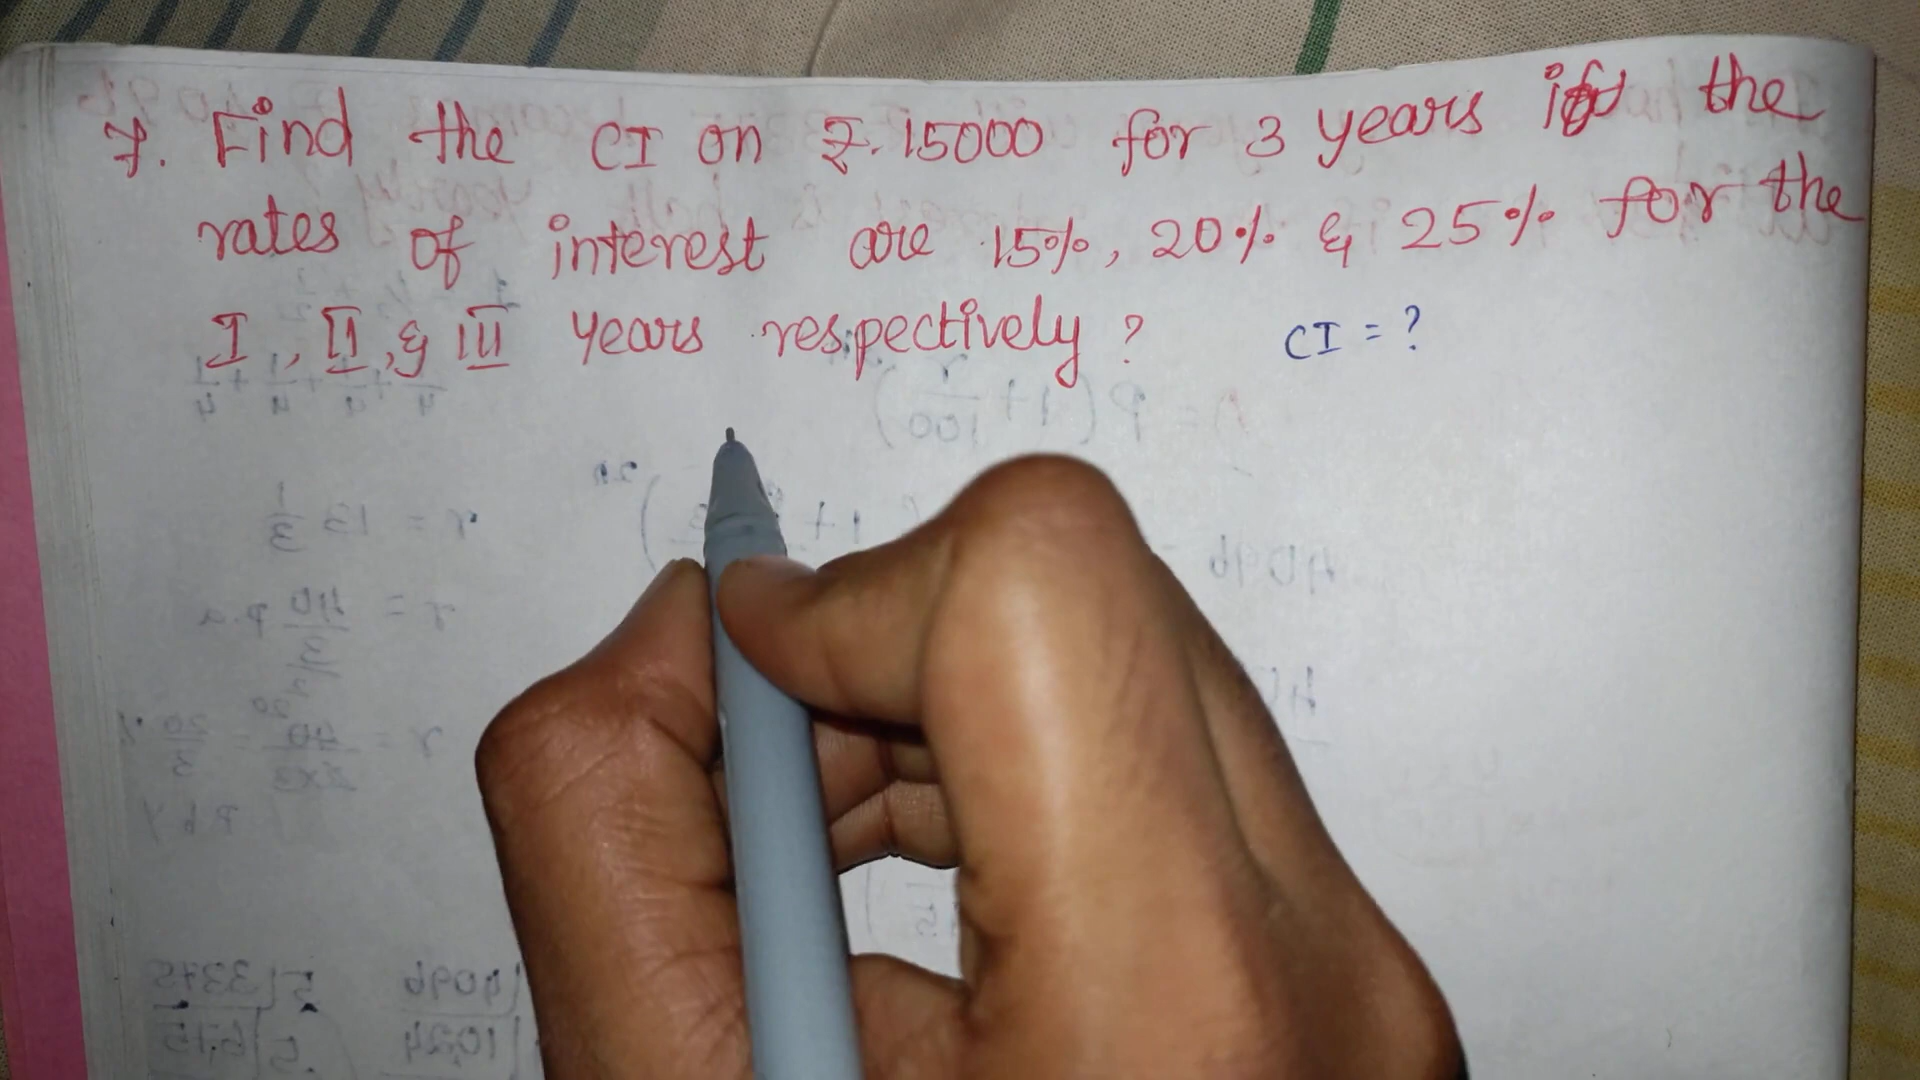 7. Find the CI on ₹. 15000 for 3 years if the
rates of interest are 15%, 20% & 25% for the
I, II, & III years respectively?
CI = ?